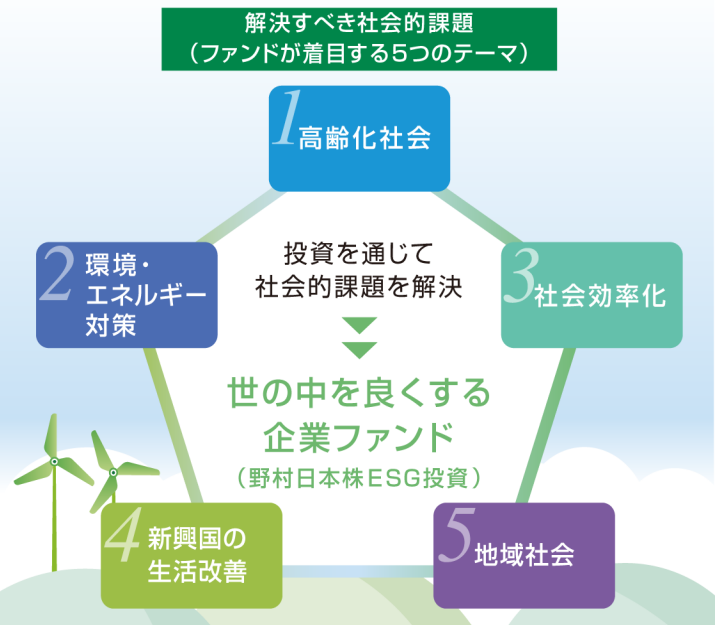 解決すべき社会的課題
（ファンドが着目する5つのテーマ）
1 高齢化社会
投資を通じて
社会的課題を解決
2 環境・
エネルギー
対策
3 社会効率化
世の中を良くする
企業ファンド
（野村日本株ESG投資）
4 新興国の
生活改善
5 地域社会